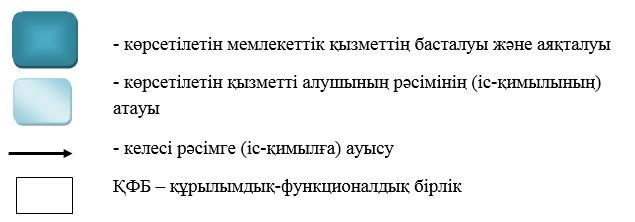 - көрсетілетін мемлекеттік қызметтің басталуы және аяқталуы
- көрсетілетін қызметті алушының рәсімінің (іс-қимылының)
атауы
- келесі рәсімге (іс-қимылға) ауысу
ҚФБ – құрылымдық-функционалдық бірлік